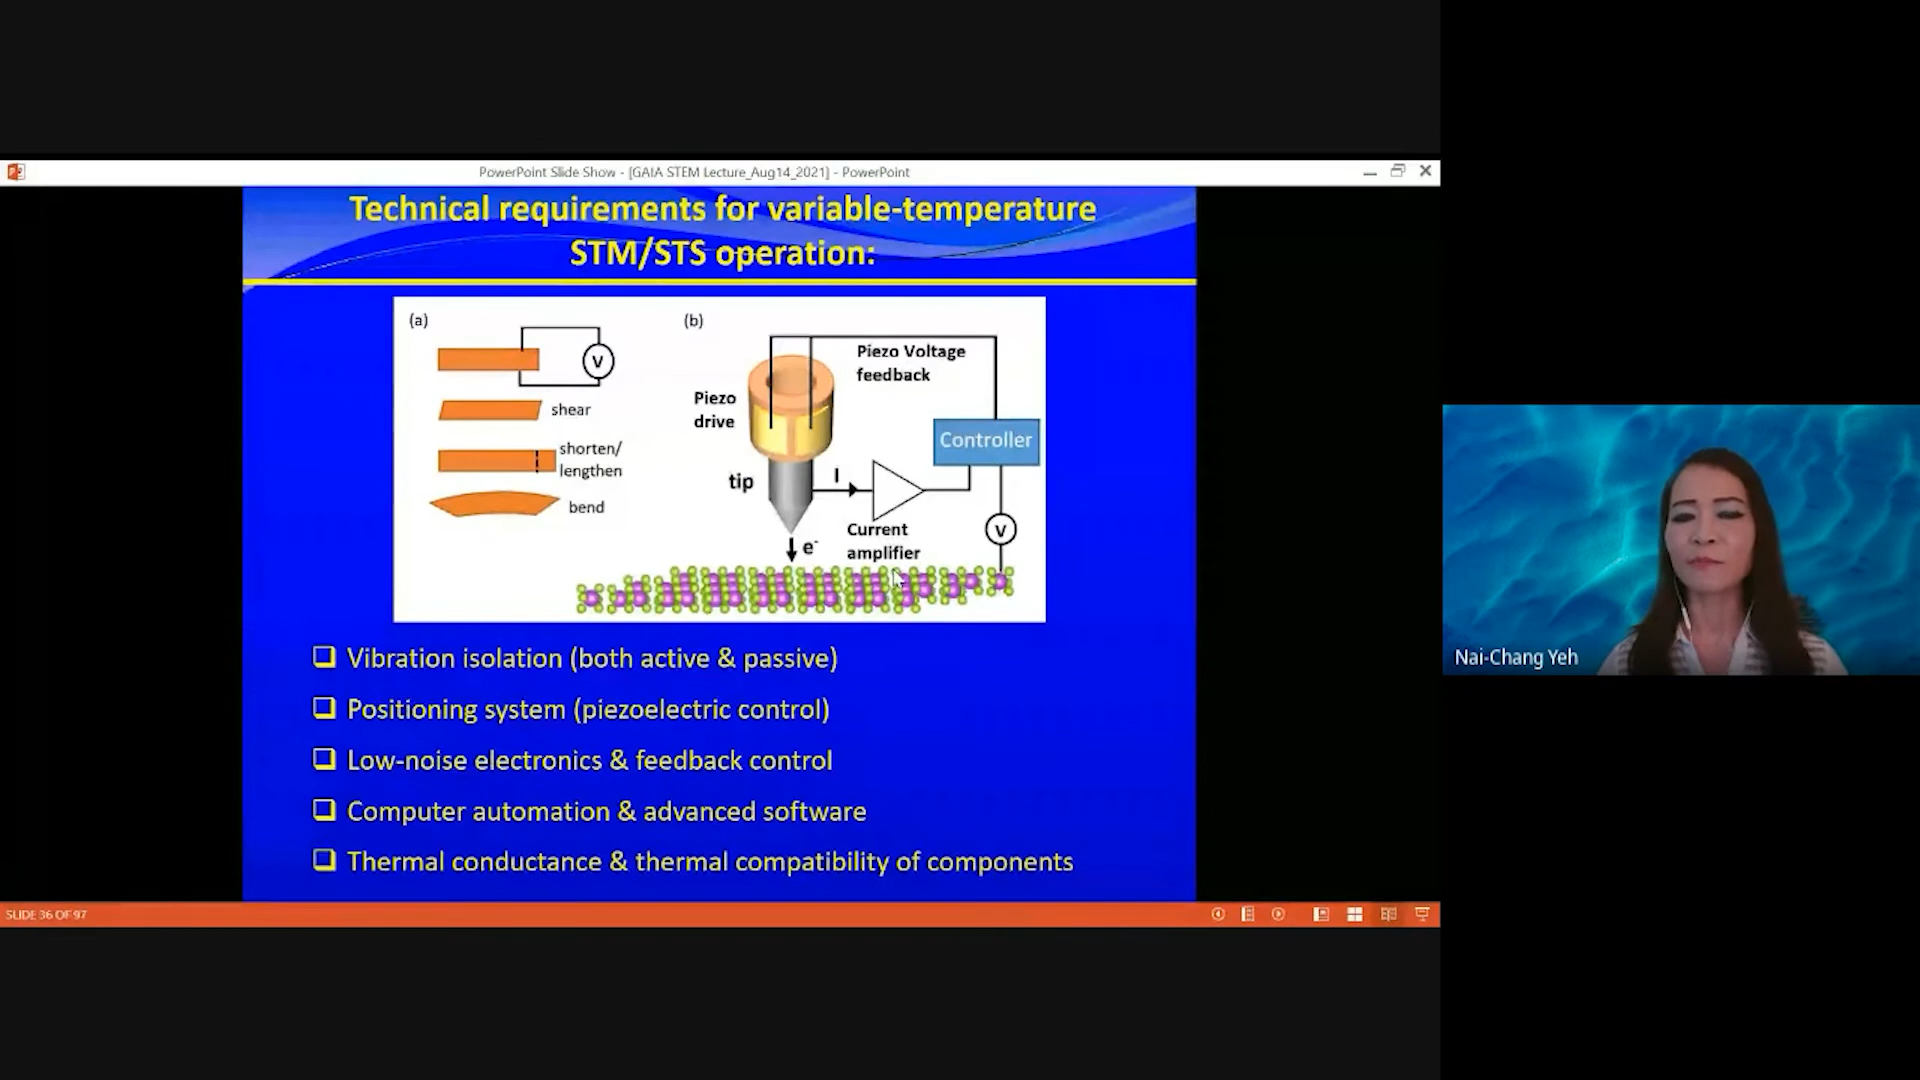 PowerPoint Slide Show - [GAIA STEM Lecture_Aug14_2021] - PowerPoint
Technical requirements for variable-temperature
STM/STS operation:
(a)
V
shear
shorten/
lengthen
bend
(b)
Piezo Voltage
feedback
Piezo
drive
Controller
tip
I
Current
amplifier
e-
V
Vibration isolation (both active & passive)
Positioning system (piezoelectric control)
Low-noise electronics & feedback control
Computer automation & advanced software
Thermal conductance & thermal compatibility of components
SLIDE 36 OF 97
Nai-Chang Yeh